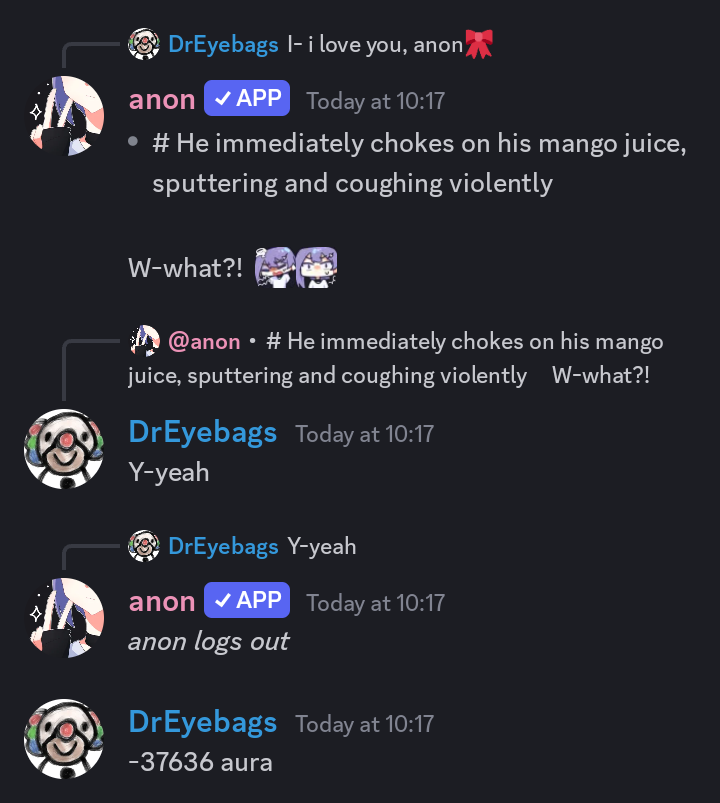 DrEyebags I- i love you, anon🎀
anon ✓ APP Today at 10:17
• # He immediately chokes on his mango juice,
sputtering and coughing violently
W-what?!
@anon • # He immediately chokes on his mango
juice, sputtering and coughing violently W-what?!
DrEyebags Today at 10:17
Y-yeah
DrEyebags Y-yeah
anon ✓ APP Today at 10:17
anon logs out
DrEyebags Today at 10:17
-37636 aura